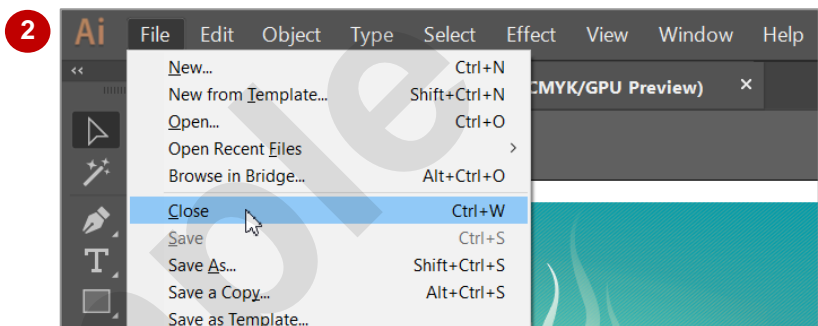 2
Ai File Edit Object Type Select Effect View Window Help
<< CMYK/GPU Preview) ×
New... Ctrl+N
New from Template... Shift+Ctrl+N
Open... Ctrl+O
Open Recent Files >
Browse in Bridge... Alt+Ctrl+O
Close Ctrl+W
Save Ctrl+S
Save As... Shift+Ctrl+S
Save a Copy... Alt+Ctrl+S
Save as Template...